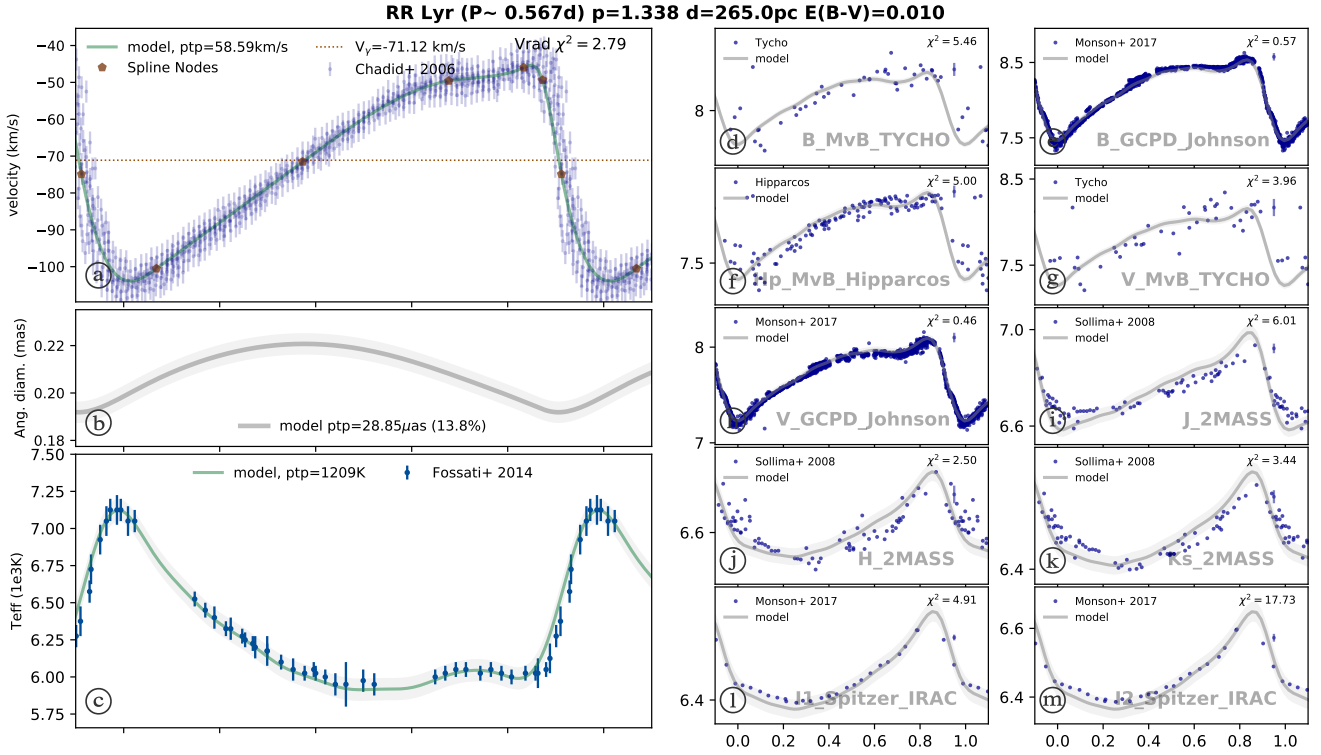 RR Lyr (P~ 0.567d) p=1.338 d=265.0pc E(B-V)=0.010
model, ptp=58.59km/s
Vγ=-71.12 km/s
Vrad χ² = 2.79
Spline Nodes
Chadid+ 2006
velocity (km/s)
−40
−50
−60
−70
−80
−90
−100
a
Ang. diam. (mas)
0.22
0.20
0.18
b
model ptp=28.85μas (13.8%)
Teff (1e3K)
7.50
7.25
7.00
6.75
6.50
6.25
6.00
5.75
model, ptp=1209K
Fossati+ 2014
c
Tycho
model
χ² = 5.46
8
d
B_MvB_TYCHO
Monson+ 2017
model
χ² = 0.57
8.5
7.5
B_GCPD_Johnson
Hipparcos
model
χ² = 5.00
7.5
f
Hp_MvB_Hipparcos
Tycho
model
χ² = 3.96
8.5
7.5
g
V_MvB_TYCHO
Monson+ 2017
model
χ² = 0.46
8
7
V_GCPD_Johnson
Sollima+ 2008
model
χ² = 6.01
7.0
6.6
i
J_2MASS
Sollima+ 2008
model
χ² = 2.50
6.6
j
H_2MASS
Sollima+ 2008
model
χ² = 3.44
6.4
k
Ks_2MASS
Monson+ 2017
model
χ² = 4.91
6.4
l
I1_Spitzer_IRAC
0.0 0.2 0.4 0.6 0.8 1.0
Monson+ 2017
model
χ² = 17.73
6.6
6.4
m
I2_Spitzer_IRAC
0.0 0.2 0.4 0.6 0.8 1.0